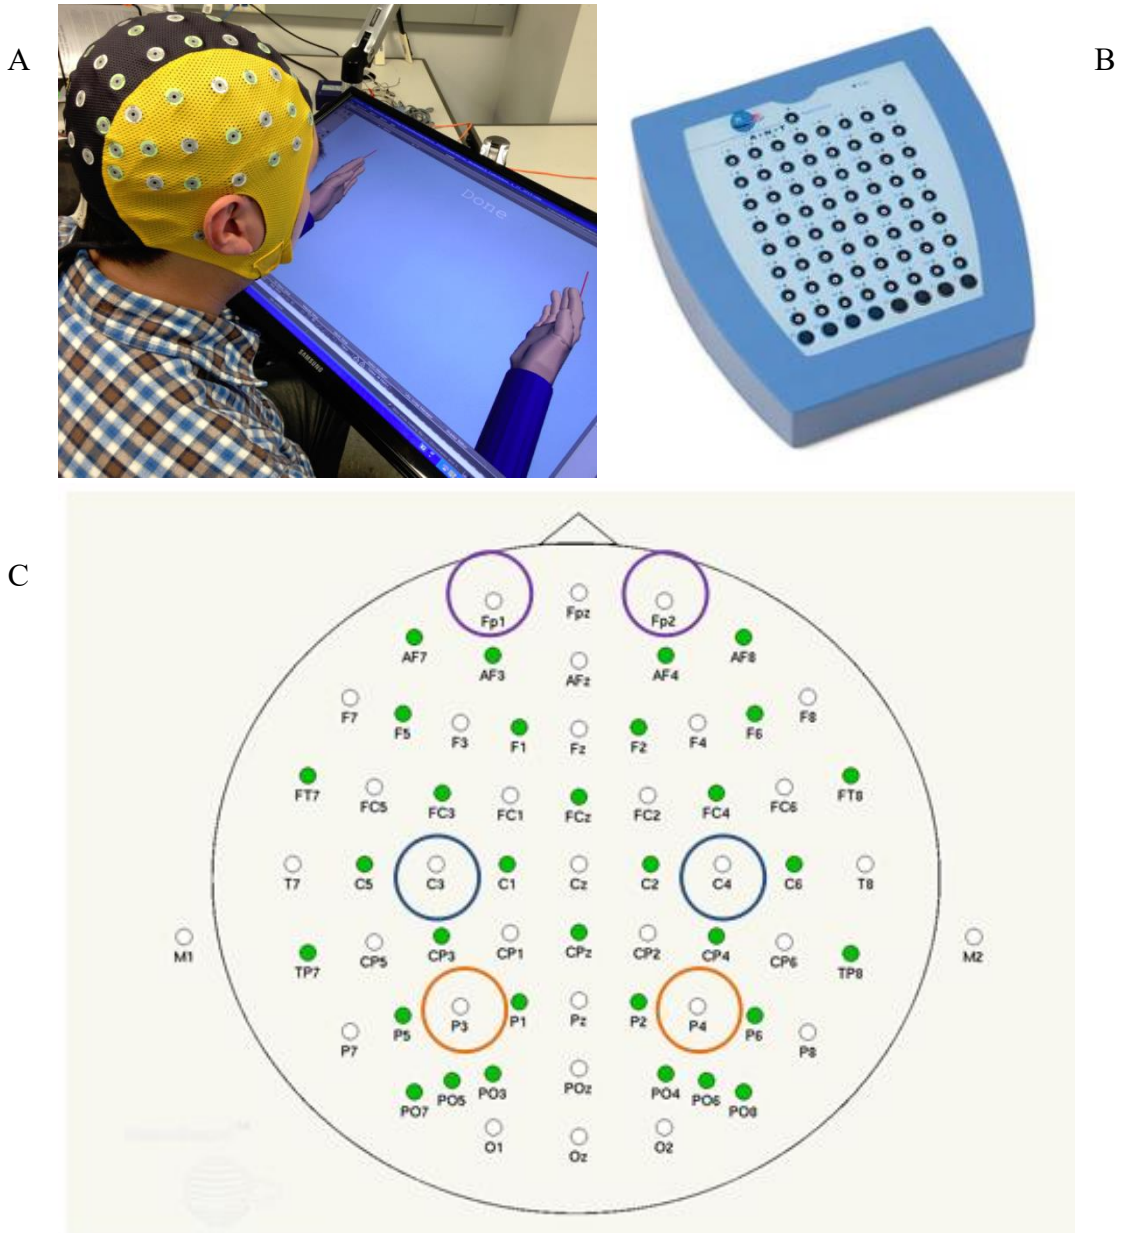 A
B
Done
SAMSUNG
A·N·T
C
Fp1 Fpz Fp2
AF7 AF3 AFz AF4 AF8
F7 F5 F3 F1 Fz F2 F4 F6 F8
FT7 FC5 FC3 FC1 FCz FC2 FC4 FC6 FT8
T7 C5 C3 C1 Cz C2 C4 C6 T8
M1 TP7 CP5 CP3 CP1 CPz CP2 CP4 CP6 TP8 M2
P7 P5 P3 P1 Pz P2 P4 P6 P8
PO7 PO5 PO3 POz PO4 PO6 PO8
O1 Oz O2